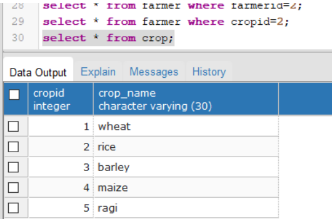 28 select * from farmer where farmerid=2;
29 select * from farmer where cropid=2;
30 select * from crop;
Data Output Explain Messages History
cropid crop_name
integer character varying (30)
1 wheat
2 rice
3 barley
4 maize
5 ragi